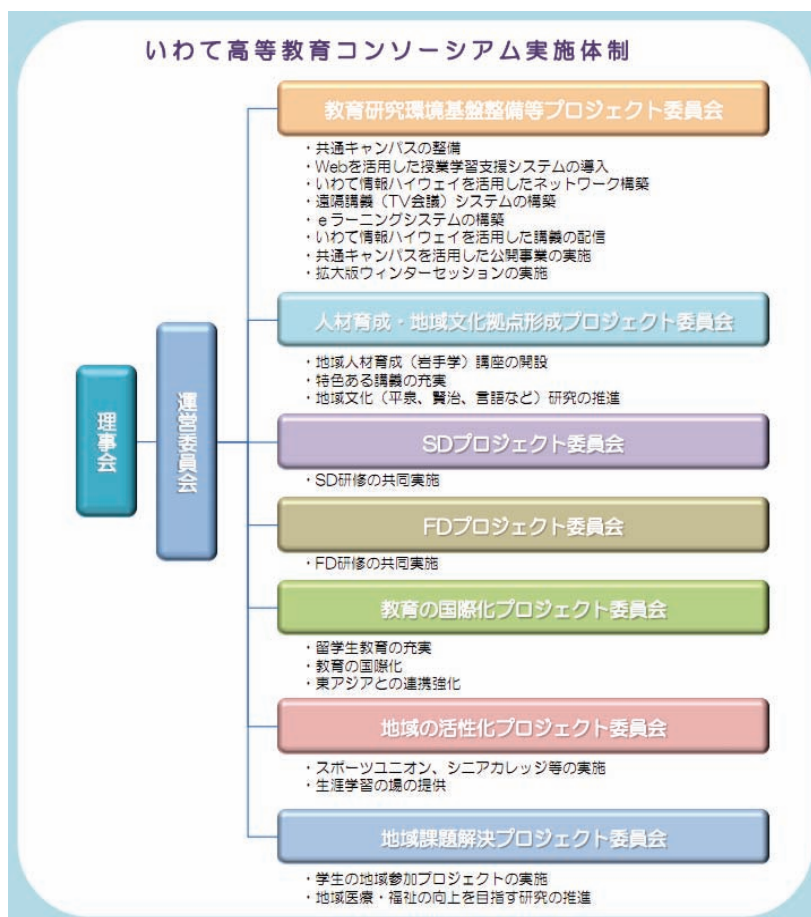 いわて高等教育コンソーシアム実施体制
理事会
運営委員会
教育研究環境基盤整備等プロジェクト委員会
・共通キャンパスの整備
・Webを活用した授業学習支援システムの導入
・いわて情報ハイウェイを活用したネットワーク構築
・遠隔講義（TV会議）システムの構築
・eラーニングシステムの構築
・いわて情報ハイウェイを活用した講義の配信
・共通キャンパスを活用した公開事業の実施
・拡大版ウィンターセッションの実施
人材育成・地域文化拠点形成プロジェクト委員会
・地域人材育成（岩手学）講座の開設
・特色ある講義の充実
・地域文化（平泉、賢治、言語など）研究の推進
SDプロジェクト委員会
・SD研修の共同実施
FDプロジェクト委員会
・FD研修の共同実施
教育の国際化プロジェクト委員会
・留学生教育の充実
・教育の国際化
・東アジアとの連携強化
地域の活性化プロジェクト委員会
・スポーツユニオン、シニアカレッジ等の実施
・生涯学習の場の提供
地域課題解決プロジェクト委員会
・学生の地域参加プロジェクトの実施
・地域医療・福祉の向上を目指す研究の推進